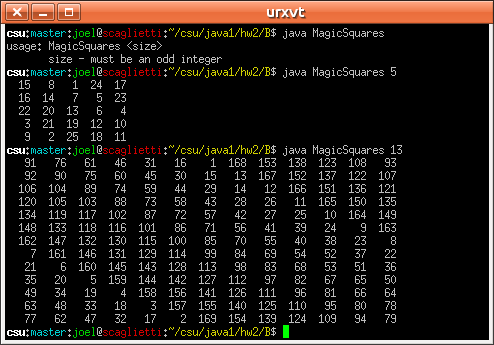 urxvt
csu:master:joel@scaglietti:~/csu/java1/hw2/B$ java MagicSquares
usage: MagicSquares <size>
       size - must be an odd integer
csu:master:joel@scaglietti:~/csu/java1/hw2/B$ java MagicSquares 5
  15   8   1  24  17
  16  14   7   5  23
  22  20  13   6   4
   3  21  19  12  10
   9   2  25  18  11
csu:master:joel@scaglietti:~/csu/java1/hw2/B$ java MagicSquares 13
   91   76   61   46   31   16    1  168  153  138  123  108   93
   92   90   75   60   45   30   15   13  167  152  137  122  107
  106  104   89   74   59   44   29   14   12  166  151  136  121
  120  105  103   88   73   58   43   28   26   11  165  150  135
  134  119  117  102   87   72   57   42   27   25   10  164  149
  148  133  118  116  101   86   71   56   41   39   24    9  163
  162  147  132  130  115  100   85   70   55   40   38   23    8
    7  161  146  131  129  114   99   84   69   54   52   37   22
   21    6  160  145  143  128  113   98   83   68   53   51   36
   35   20    5  159  144  142  127  112   97   82   67   65   50
   49   34   19    4  158  156  141  126  111   96   81   66   64
   63   48   33   18    3  157  155  140  125  110   95   80   78
   77   62   47   32   17    2  169  154  139  124  109   94   79
csu:master:joel@scaglietti:~/csu/java1/hw2/B$